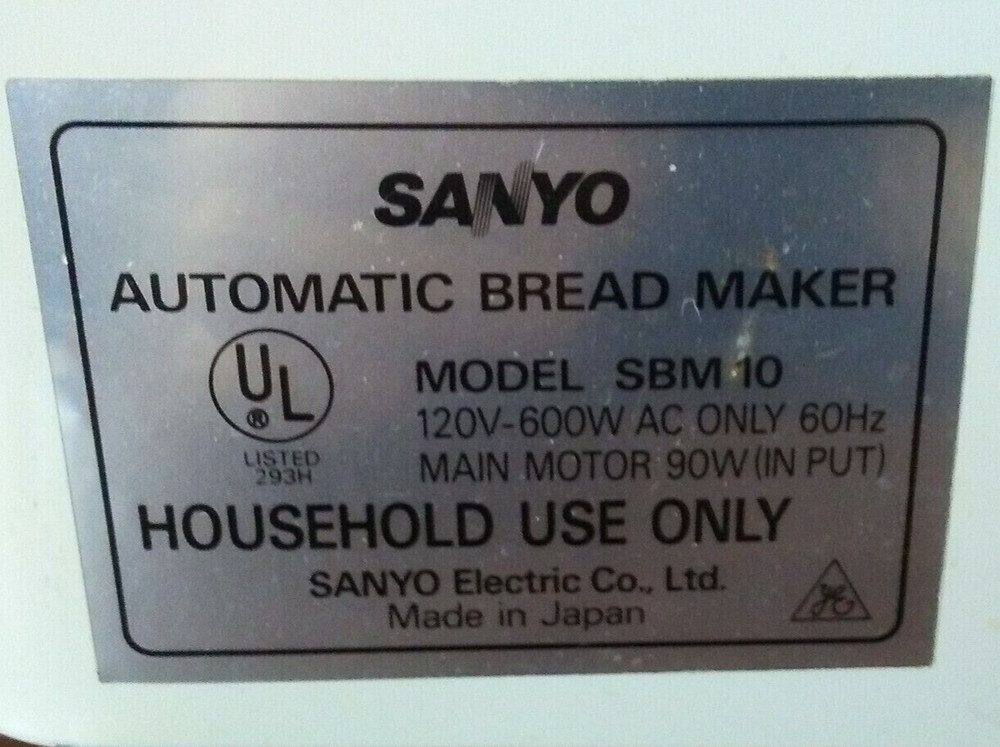 SANYO
AUTOMATIC BREAD MAKER
UL
®
LISTED
293H
MODEL SBM 10
120V-600W AC ONLY 60Hz
MAIN MOTOR 90W (IN PUT)
HOUSEHOLD USE ONLY
SANYO Electric Co., Ltd.
Made in Japan